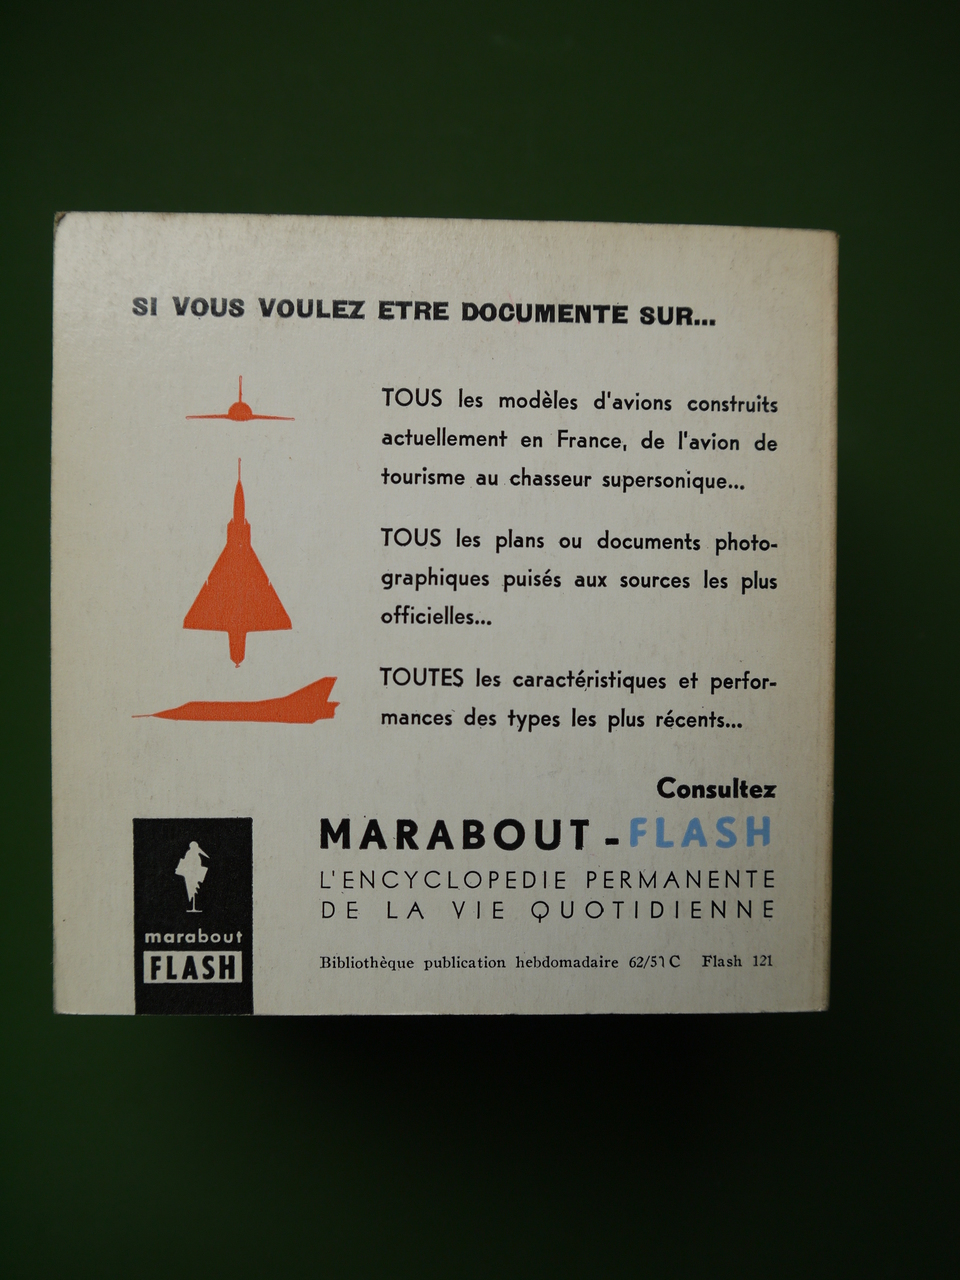 SI VOUS VOULEZ ETRE DOCUMENTE SUR...
TOUS les modèles d'avions construits
actuellement en France, de l'avion de
tourisme au chasseur supersonique...
TOUS les plans ou documents photo-
graphiques puisés aux sources les plus
officielles...
TOUTES les caractéristiques et perfor-
mances des types les plus récents...
Consultez
MARABOUT - FLASH
L'ENCYCLOPEDIE PERMANENTE
DE LA VIE QUOTIDIENNE
Bibliothèque publication hebdomadaire 62/51 C Flash 121
marabout
FLASH